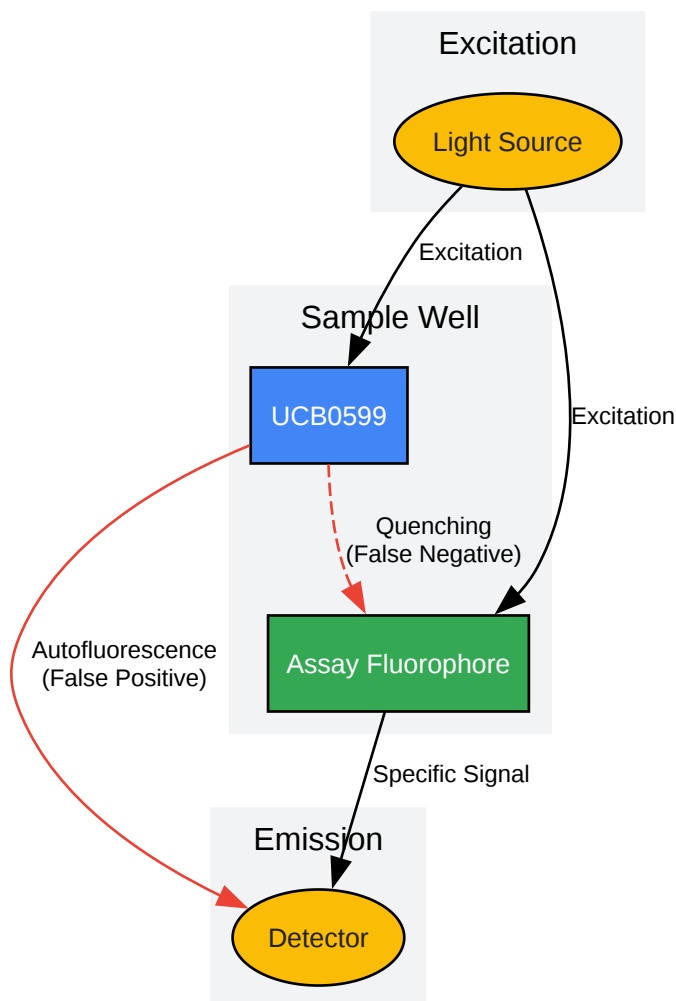 Excitation
Light Source
Excitation
Sample Well
UCB0599
Excitation
Quenching
(False Negative)
Autofluorescence
(False Positive)
Assay Fluorophore
Specific Signal
Emission
Detector